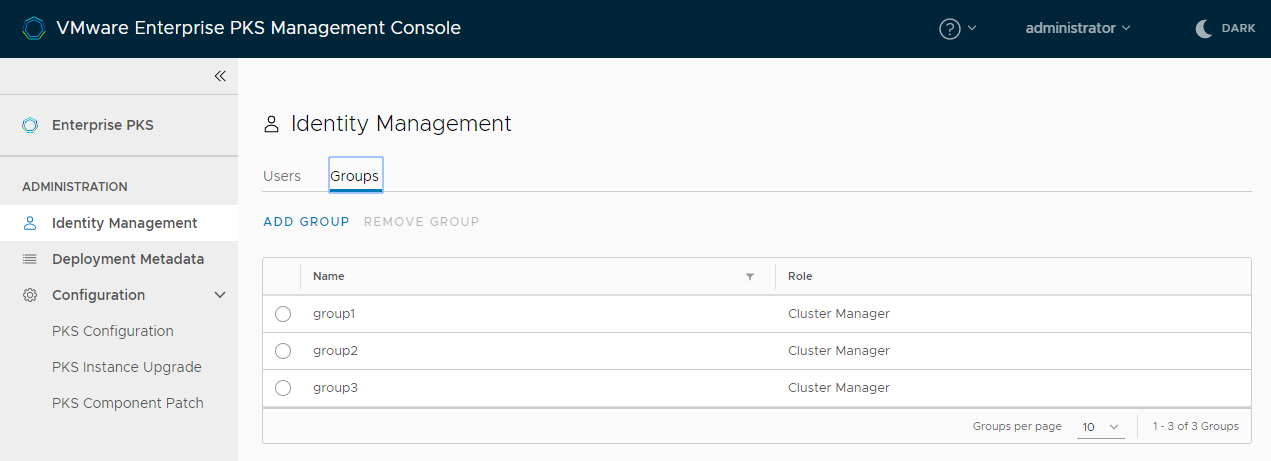 VMware Enterprise PKS Management Console
? administrator DARK
Enterprise PKS
ADMINISTRATION
Identity Management
Deployment Metadata
Configuration
PKS Configuration
PKS Instance Upgrade
PKS Component Patch
Identity Management
Users Groups
ADD GROUP REMOVE GROUP
Name Role
group1 Cluster Manager
group2 Cluster Manager
group3 Cluster Manager
Groups per page 10 1 - 3 of 3 Groups